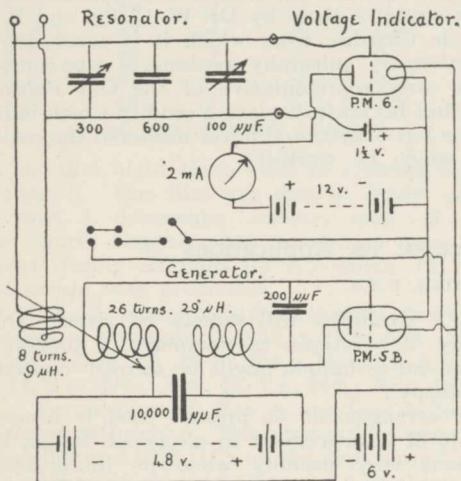 Resonator. Voltage Indicator.
P.M.6.
300 600 100 μμF.
1½ v.
2 mA
+ 12 v. -
Generator.
26 turns. 29 μH. 200 μμF
8 turns. P.M.5.B.
9 μH.
10,000 μμF.
- 48 v. + - +
6 v.